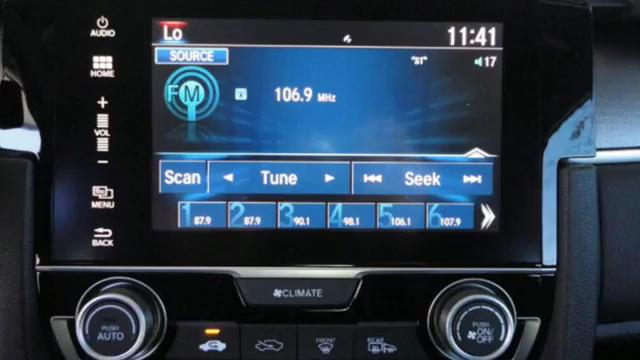 AUDIO
HOME
VOL
MENU
BACK
Lo
11:41
SOURCE
"ST"
17
FM
106.9 MHz
Scan
Tune
Seek
1 87.9
2 87.9
3 90.1
4 98.1
5 106.1
6 107.9
CLIMATE
PUSH
AUTO
FRONT
REAR
PUSH
ON/
OFF